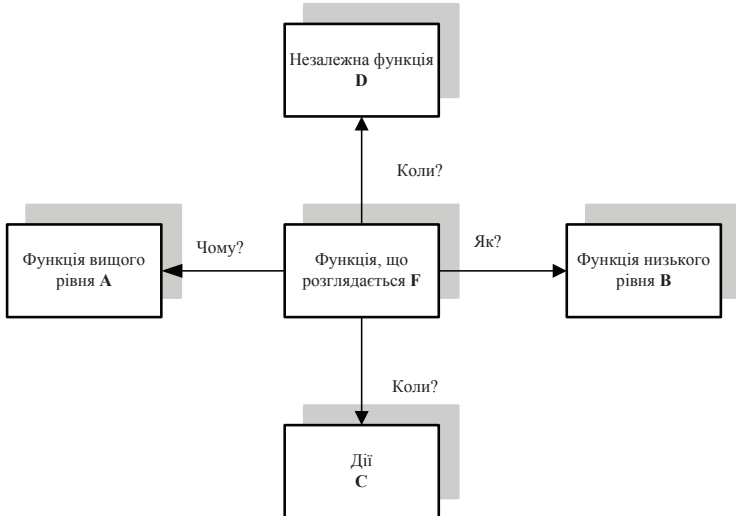 Незалежна функція
D
Коли?
Функція вищого
рівня A
Чому?
Функція, що
розглядається F
Як?
Функція низького
рівня B
Коли?
Дії
C